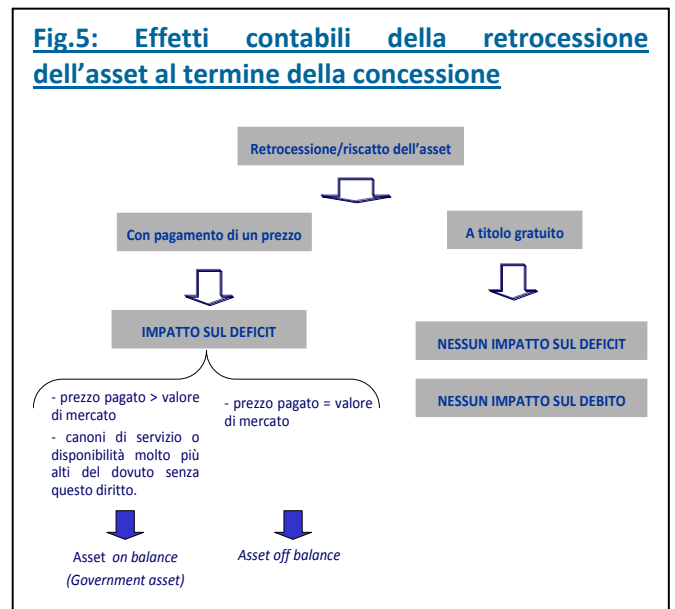 Fig.5: Effetti contabili della retrocessione
dell'asset al termine della concessione
Retrocessione/riscatto dell'asset
Con pagamento di un prezzo
A titolo gratuito
IMPATTO SUL DEFICIT
NESSUN IMPATTO SUL DEFICIT
NESSUN IMPATTO SUL DEBITO
- prezzo pagato > valore
di mercato
- canoni di servizio o
disponibilità molto più
alti del dovuto senza
questo diritto.
- prezzo pagato = valore
di mercato
Asset on balance
(Government asset)
Asset off balance